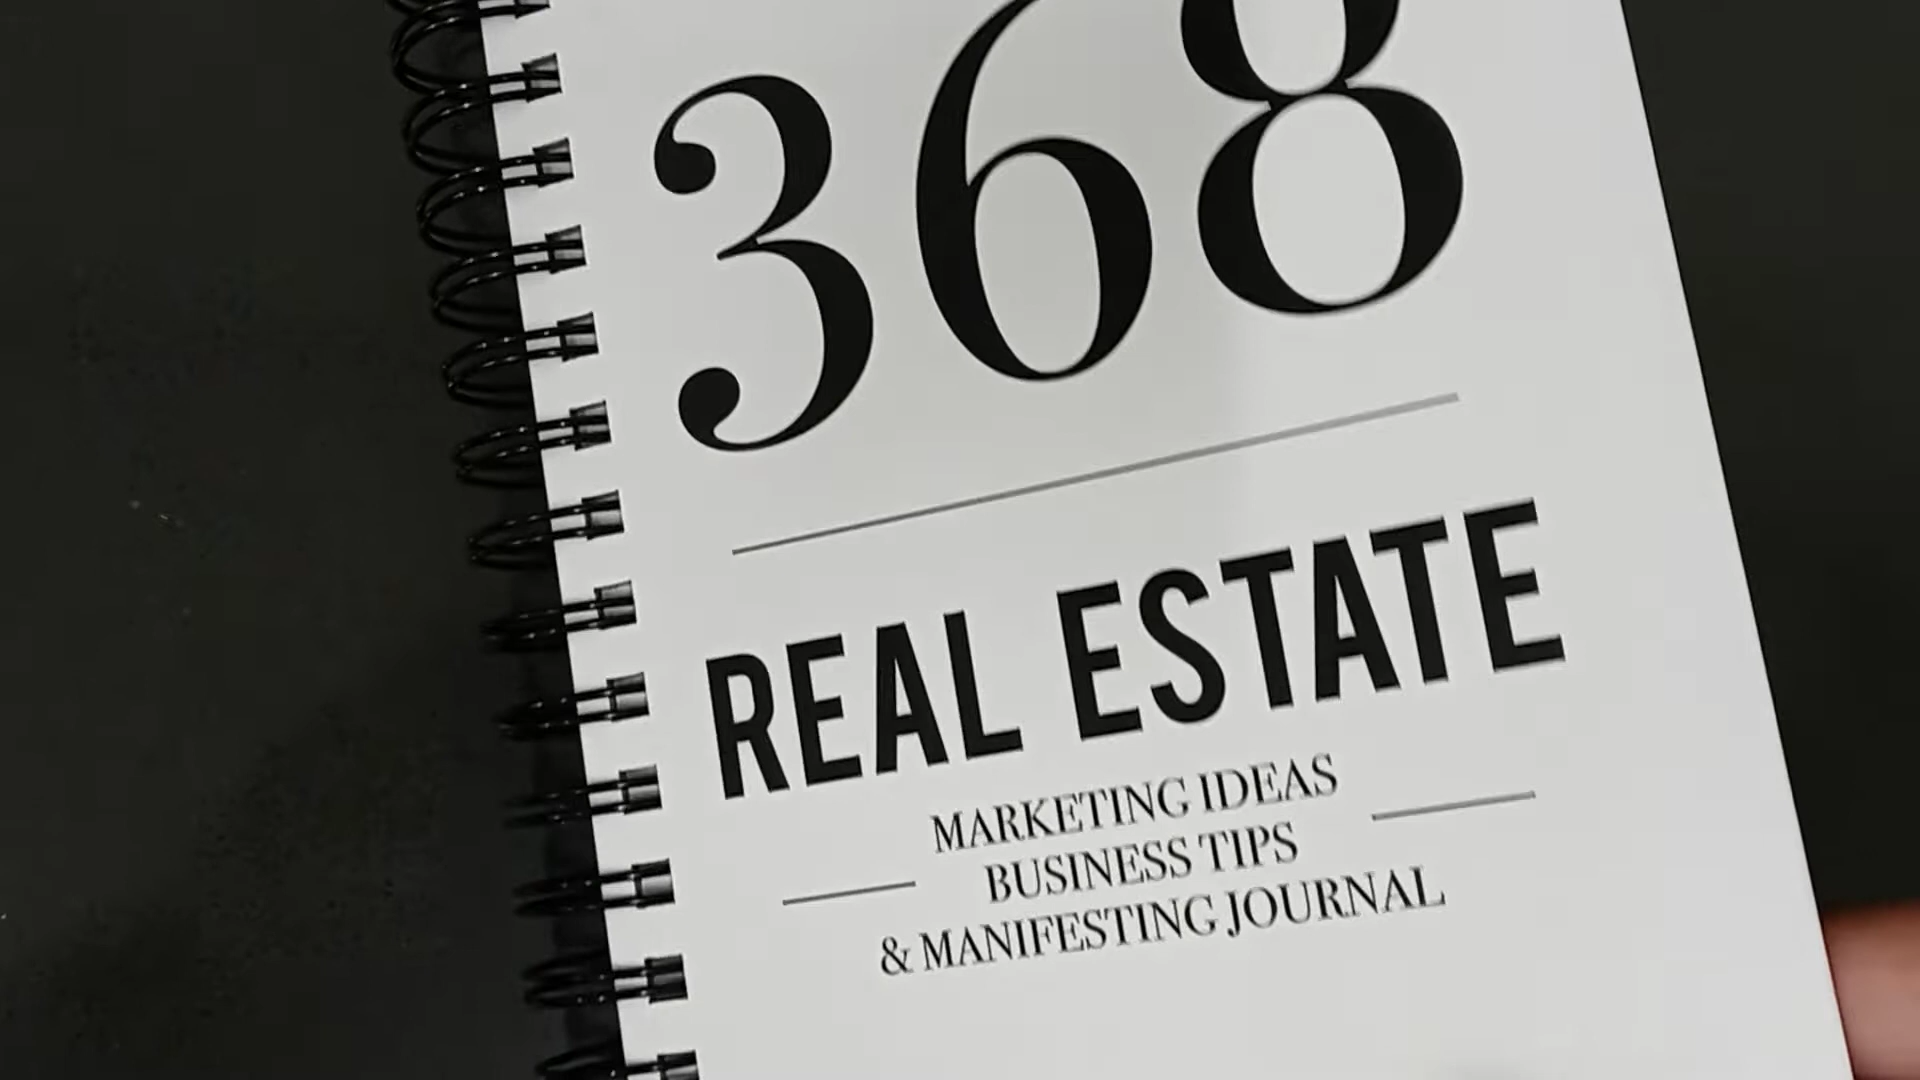 368
REAL ESTATE
MARKETING IDEAS
BUSINESS TIPS
& MANIFESTING JOURNAL